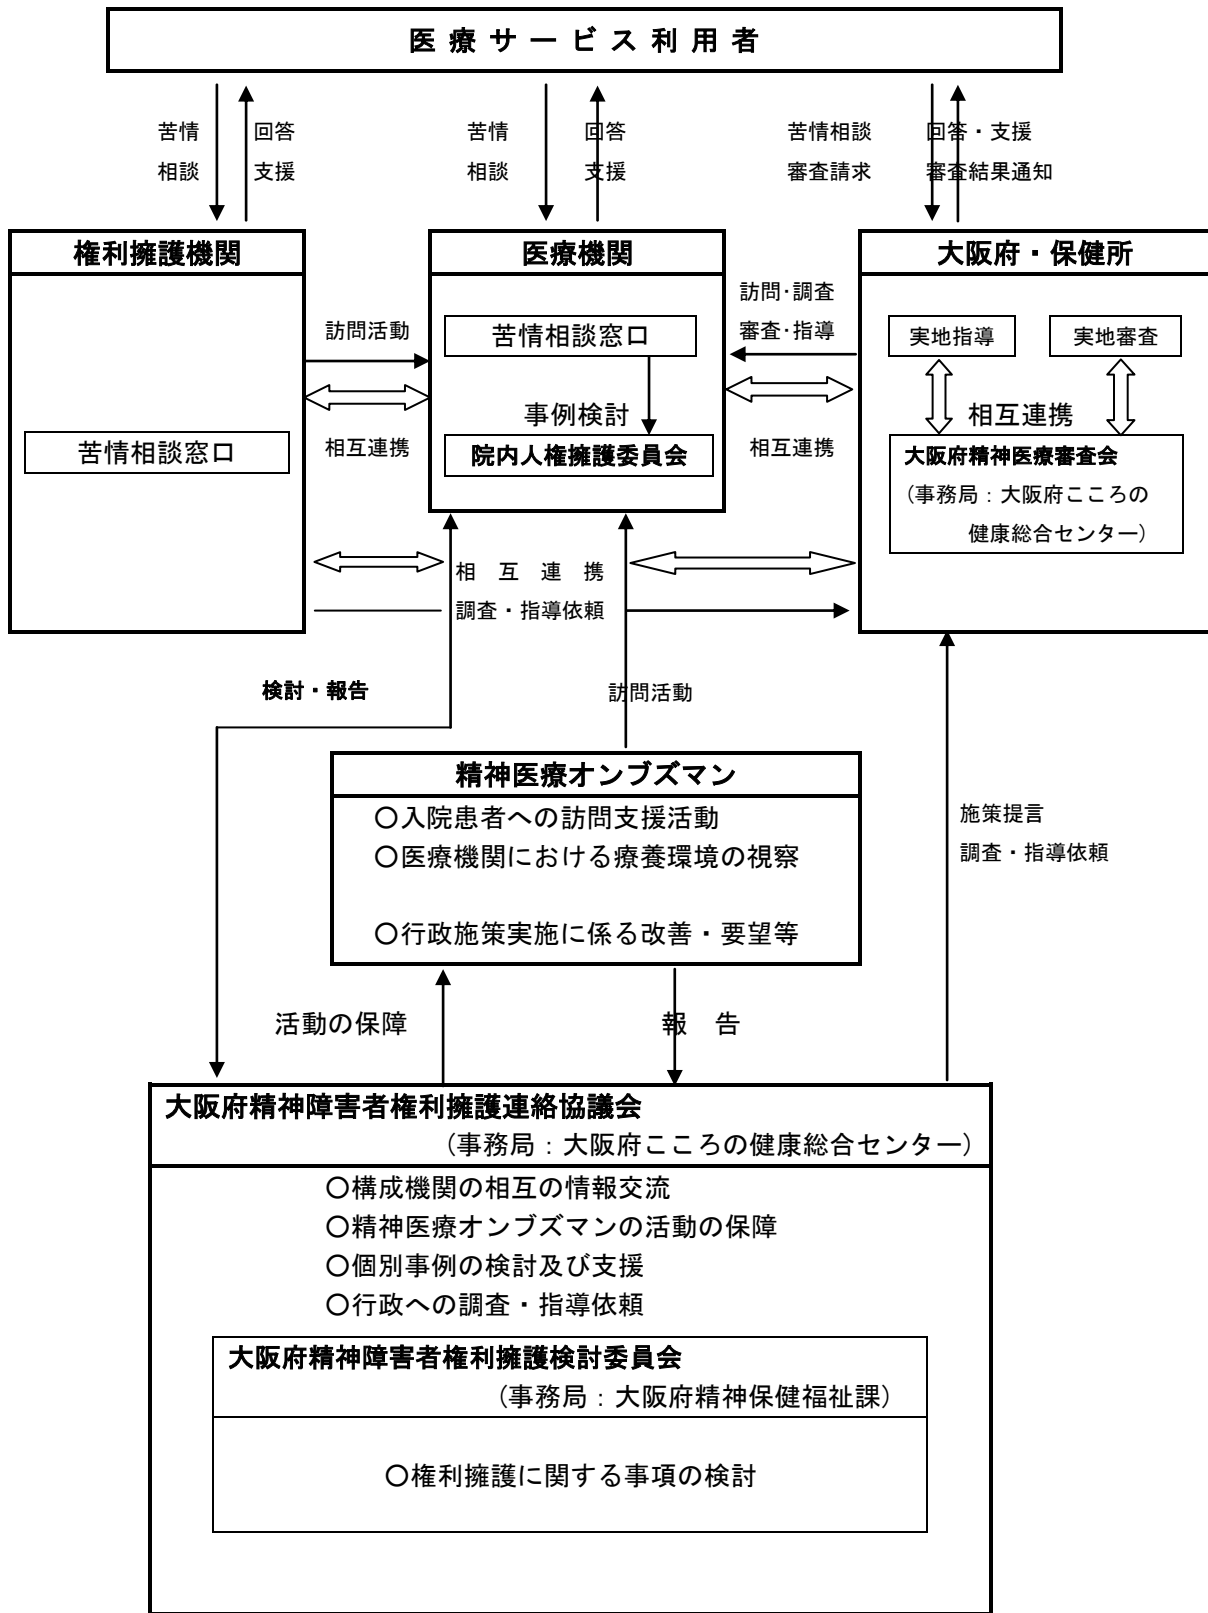 医療サービス利用者
苦情
相談
回答
支援
苦情
相談
回答
支援
苦情相談
審査請求
回答・支援
審査結果通知
権利擁護機関
苦情相談窓口
訪問活動
相互連携
医療機関
苦情相談窓口
事例検討
院内人権擁護委員会
訪問・調査
審査・指導
相互連携
大阪府・保健所
実地指導
実地審査
相互連携
大阪府精神医療審査会
(事務局:大阪府こころの
健康総合センター)
相互連携
調査・指導依頼
検討・報告
訪問活動
精神医療オンブズマン
○入院患者への訪問支援活動
○医療機関における療養環境の視察
○行政施策実施に係る改善・要望等
施策提言
調査・指導依頼
活動の保障
報 告
大阪府精神障害者権利擁護連絡協議会
(事務局:大阪府こころの健康総合センター)
○構成機関の相互の情報交流
○精神医療オンブズマンの活動の保障
○個別事例の検討及び支援
○行政への調査・指導依頼
大阪府精神障害者権利擁護検討委員会
(事務局:大阪府精神保健福祉課)
○権利擁護に関する事項の検討